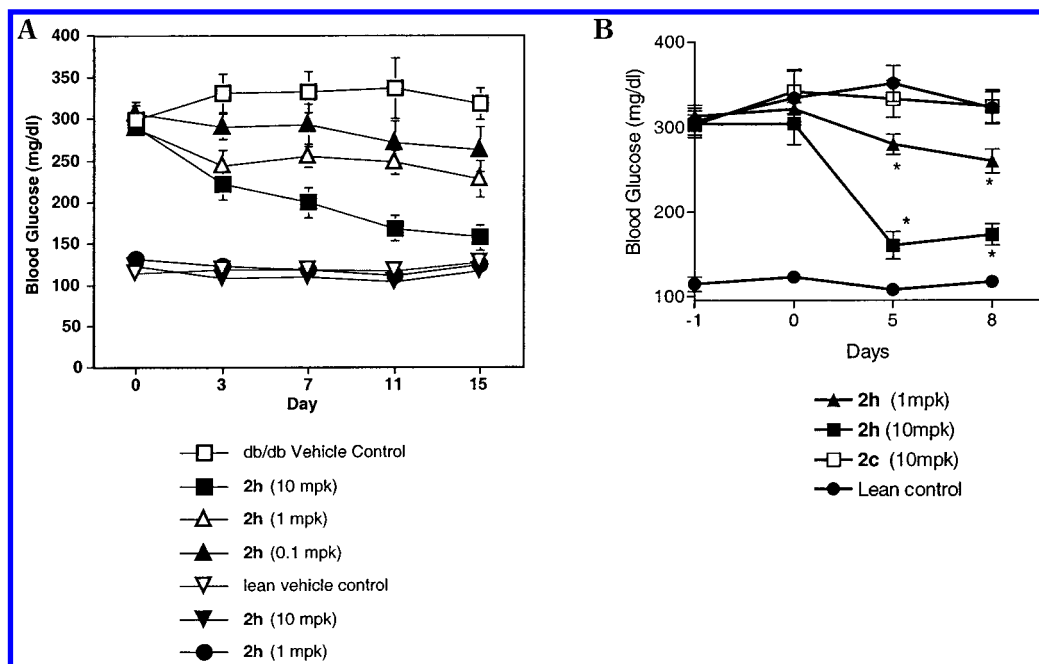 A
Blood Glucose (mg/dl)
400
350
300
250
200
150
100
50
0
0 3 7 11 15
Day
db/db Vehicle Control
2h (10 mpk)
2h (1 mpk)
2h (0.1 mpk)
lean vehicle control
2h (10 mpk)
2h (1 mpk)
B
Blood Glucose (mg/dl)
400
300
200
100
* * * *
-1 0 5 8
Days
2h (1mpk)
2h (10mpk)
2c (10mpk)
Lean control